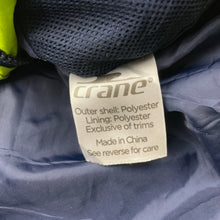 crane®
Outer shell: Polyester
Lining: Polyester
Exclusive of trims
Made in China
See reverse for care